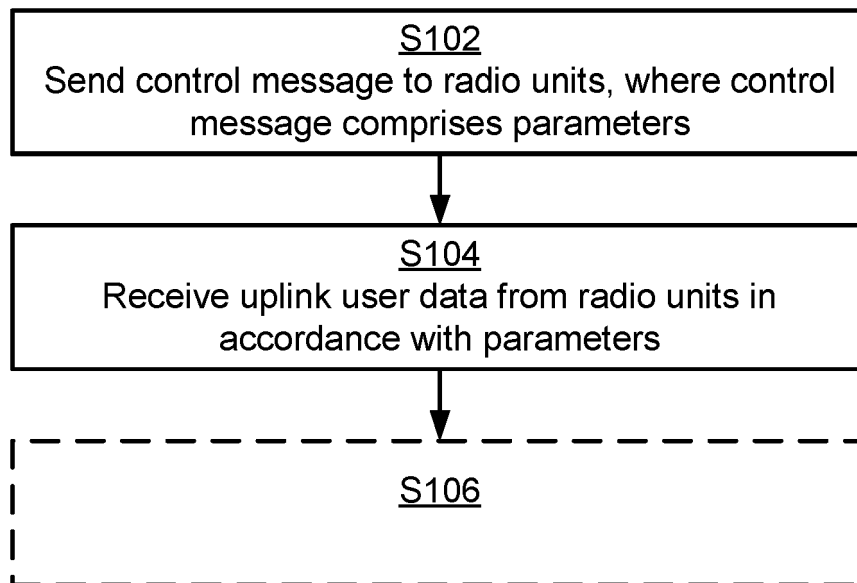 S102
Send control message to radio units, where control
message comprises parameters
S104
Receive uplink user data from radio units in
accordance with parameters
S106